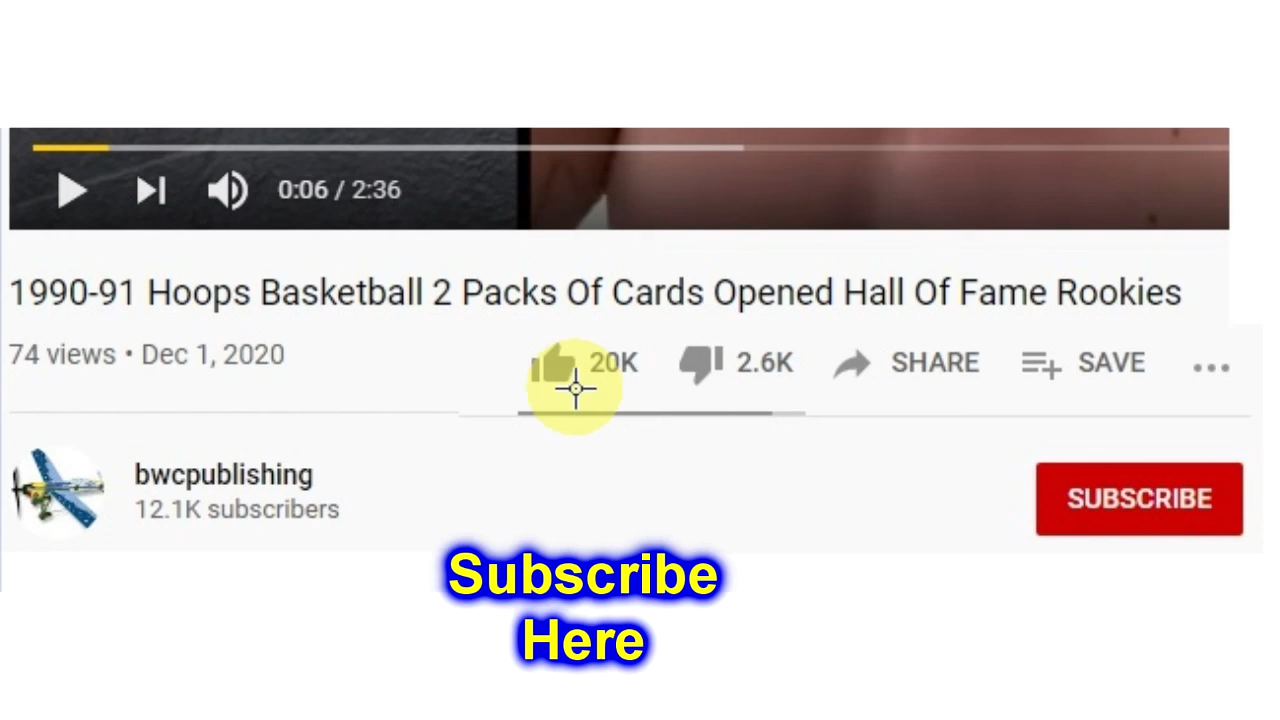 0:06 / 2:36
1990-91 Hoops Basketball 2 Packs Of Cards Opened Hall Of Fame Rookies
74 views • Dec 1, 2020 20K 2.6K SHARE SAVE
bwcpublishing
12.1K subscribers
SUBSCRIBE
Subscribe
Here